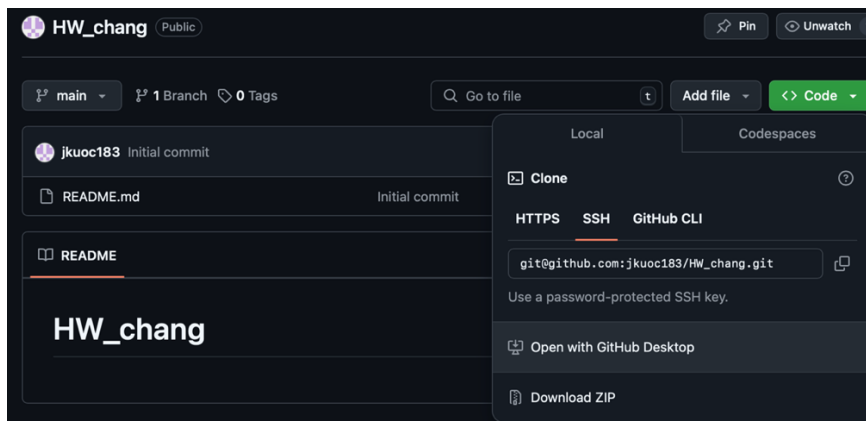 HW_chang Public
Pin
Unwatch
main
1 Branch
0 Tags
Go to file
t
Add file
<> Code
jkuoc183 Initial commit
README.md
Initial commit
README
HW_chang
Local
Codespaces
Clone
HTTPS
SSH
GitHub CLI
git@github.com:jkuoc183/HW_chang.git
Use a password-protected SSH key.
Open with GitHub Desktop
Download ZIP